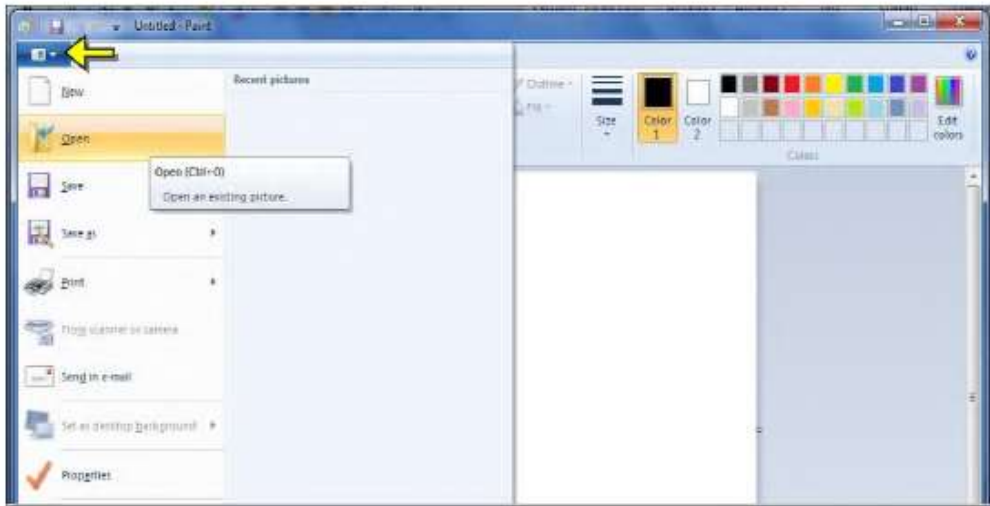 Untitled - Paint
New
Recent pictures
Open
Open (Ctrl+O)
Open an existing picture.
Save
Save as
Print
From scanner or camera
Send in e-mail
Set as desktop background
Properties
Outline
Fill
Size
Color
1
Color
2
Edit
colors
Colors